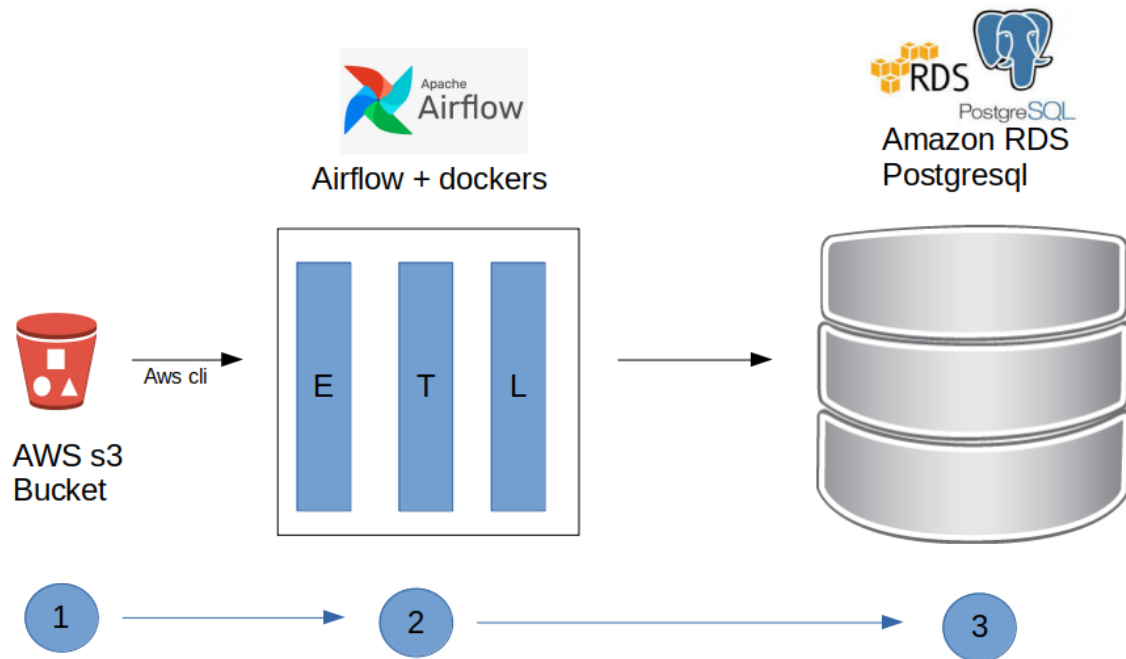 Apache
Airflow
Airflow + dockers
RDS
PostgreSQL
Amazon RDS
Postgresql
Aws cli
E T L
AWS s3
Bucket
1 2 3